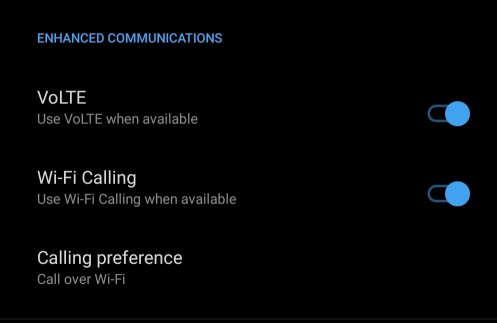 ENHANCED COMMUNICATIONS
VoLTE
Use VoLTE when available
Wi-Fi Calling
Use Wi-Fi Calling when available
Calling preference
Call over Wi-Fi